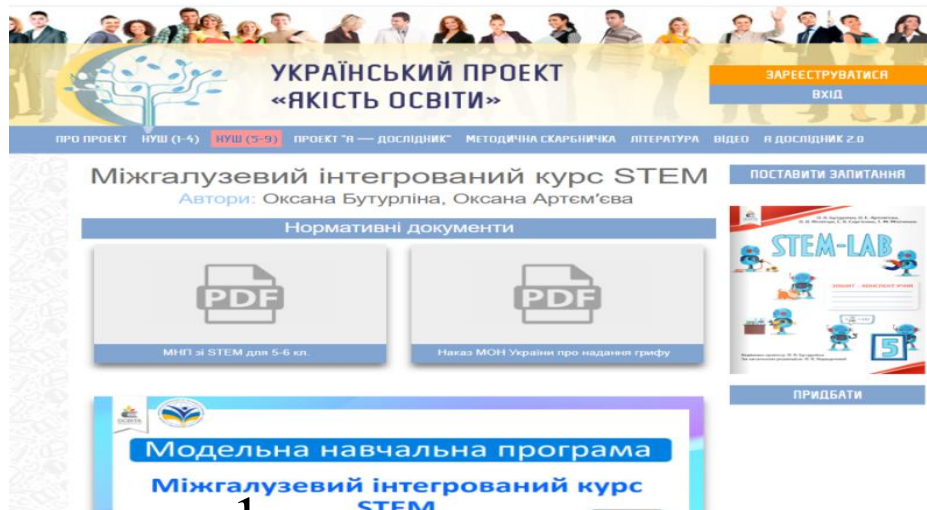 УКРАЇНСЬКИЙ ПРОЕКТ
«ЯКІСТЬ ОСВІТИ»
ЗАРЕЄСТРУВАТИСЯ
ВХІД
ПРО ПРОЕКТ НУШ (1-4) НУШ (5-9) ПРОЕКТ "Я — ДОСЛІДНИК" МЕТОДИЧНА СКАРБНИЧКА ЛІТЕРАТУРА ВІДЕО Я ДОСЛІДНИК 2.0
Міжгалузевий інтегрований курс STEM
Автори: Оксана Бутурліна, Оксана Артєм'єва
Нормативні документи
PDF
PDF
МНП зі STEM для 5-6 кл.
Наказ МОН України про надання грифу
ПОСТАВИТИ ЗАПИТАННЯ
STEM-LAB
5
ПРИДБАТИ
ОСВІТА
Модельна навчальна програма
Міжгалузевий інтегрований курс
STEM
1